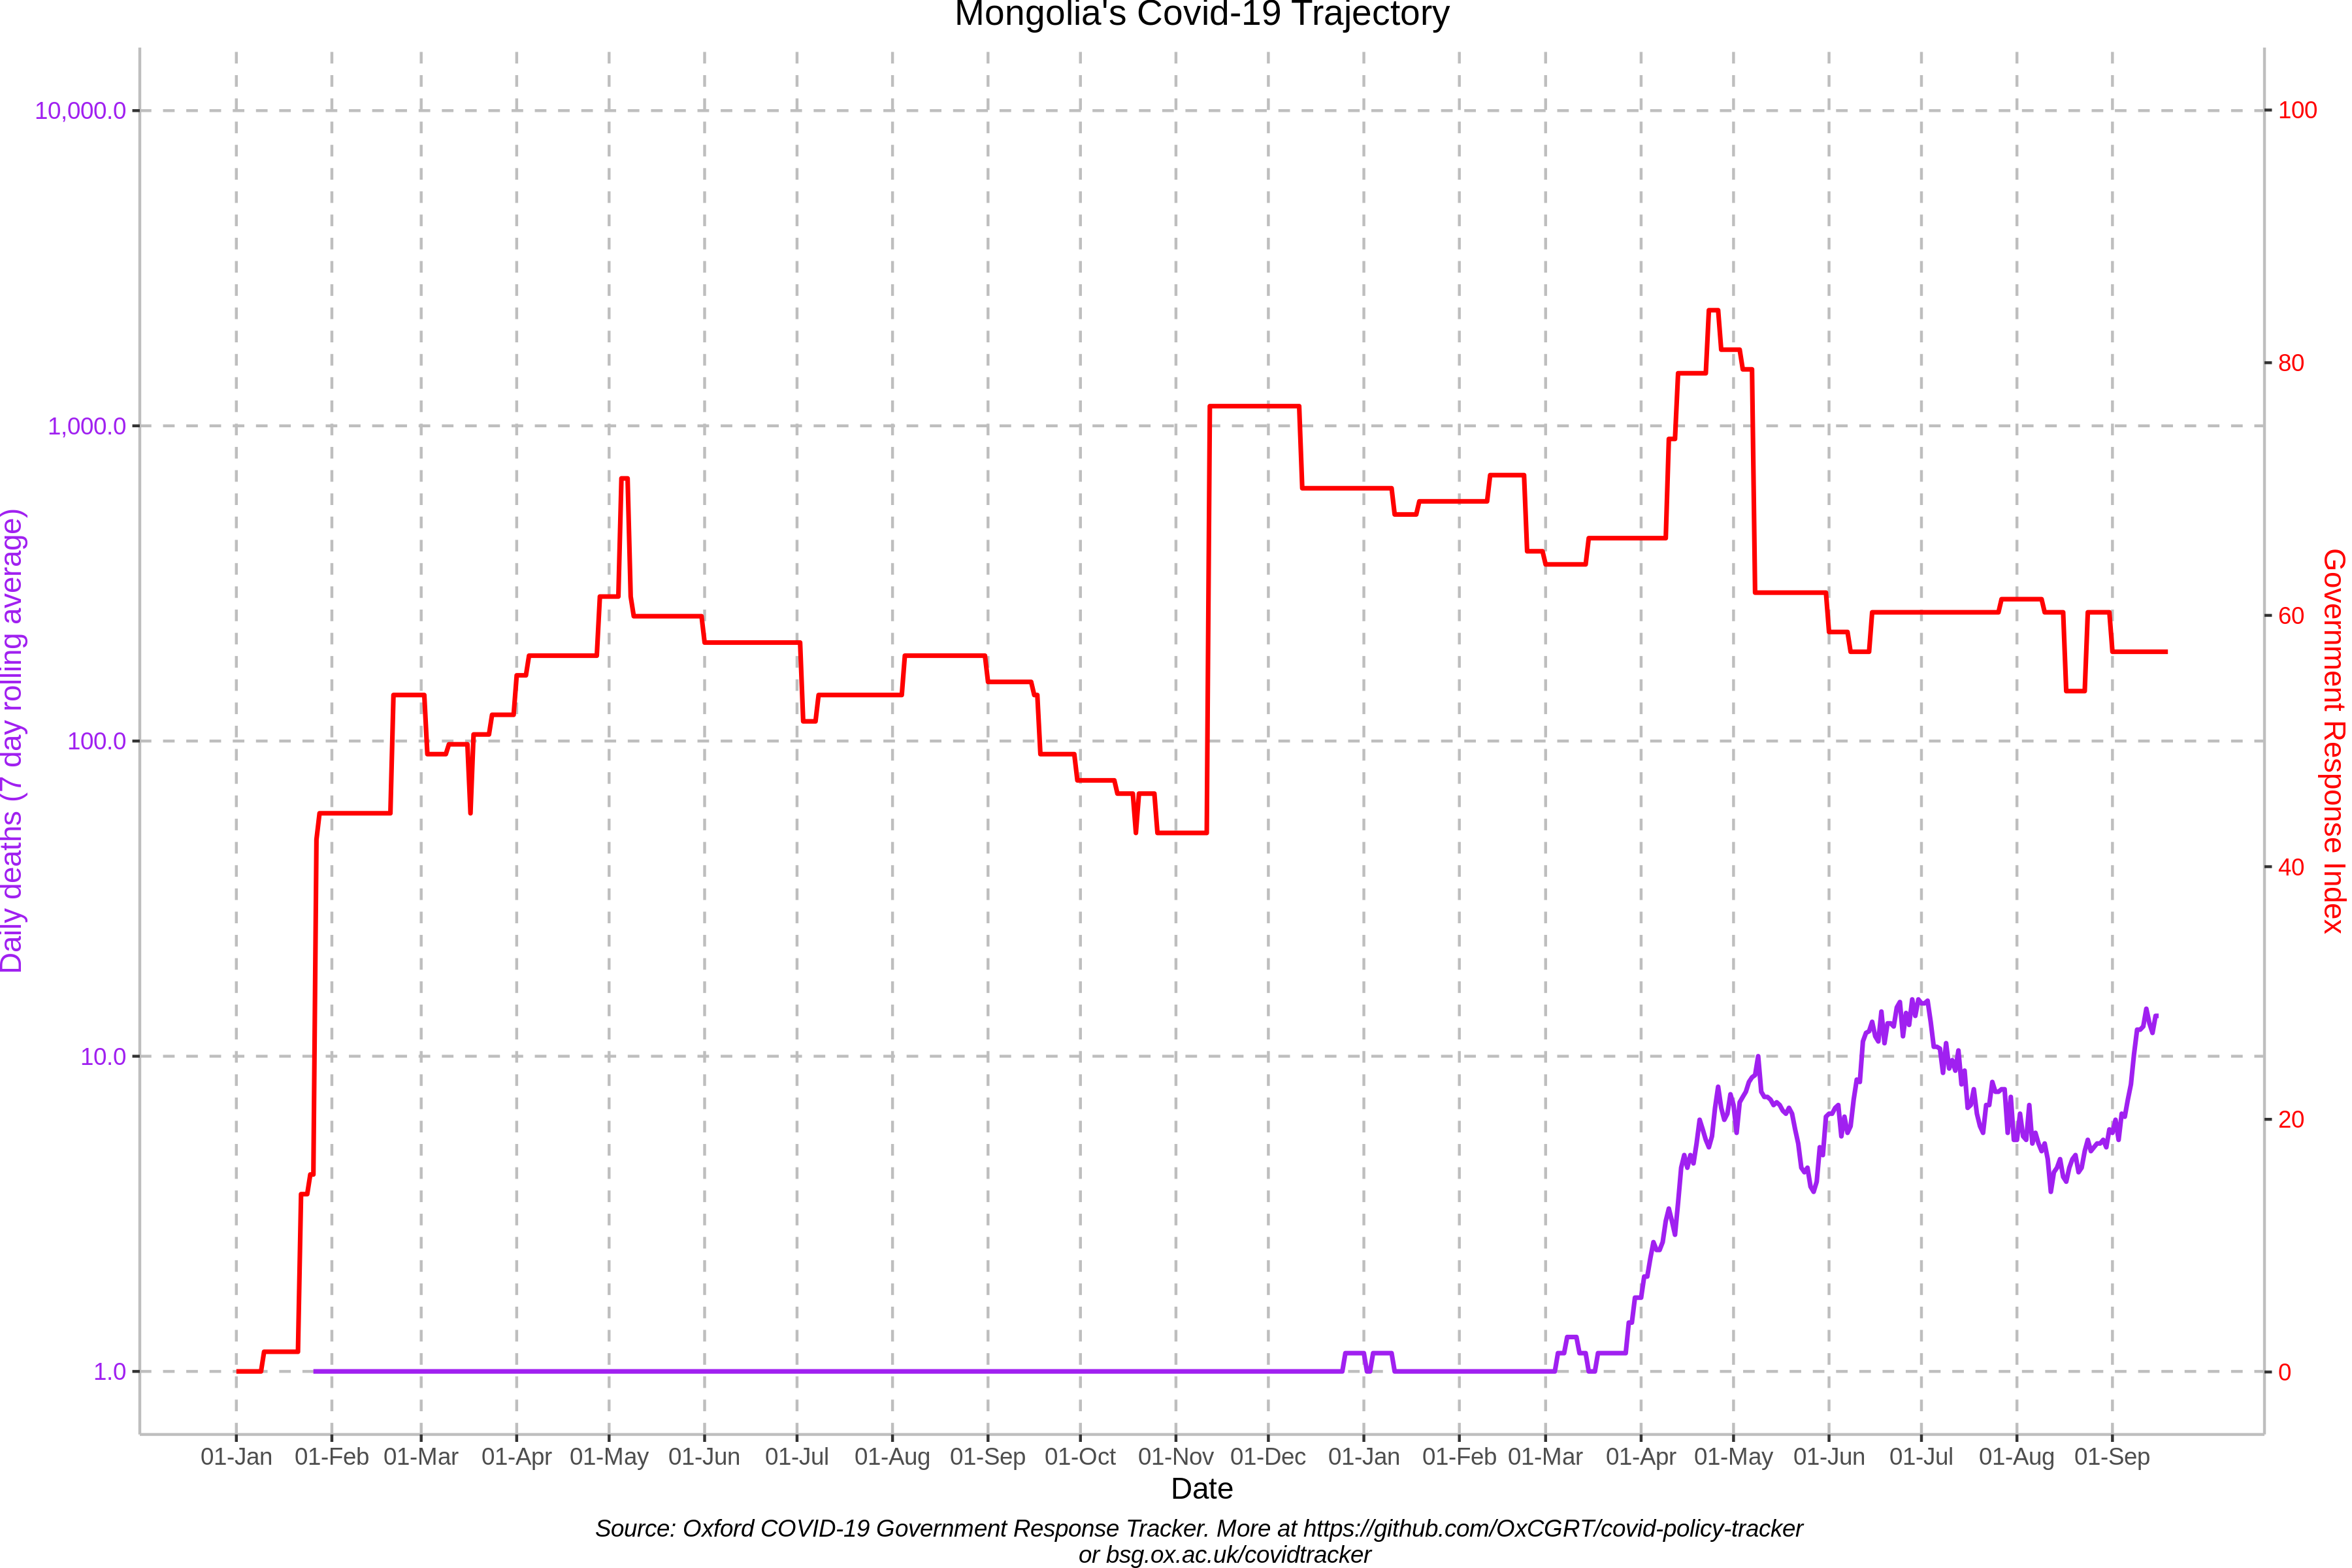 Mongolia's Covid-19 Trajectory
10,000.0
1,000.0
100.0
10.0
1.0
Daily deaths (7 day rolling average)
100
80
60
40
20
0
Government Response Index
01-Jan 01-Feb 01-Mar 01-Apr 01-May 01-Jun 01-Jul 01-Aug 01-Sep 01-Oct 01-Nov 01-Dec 01-Jan 01-Feb 01-Mar 01-Apr 01-May 01-Jun 01-Jul 01-Aug 01-Sep
Date
Source: Oxford COVID-19 Government Response Tracker. More at https://github.com/OxCGRT/covid-policy-tracker
or bsg.ox.ac.uk/covidtracker